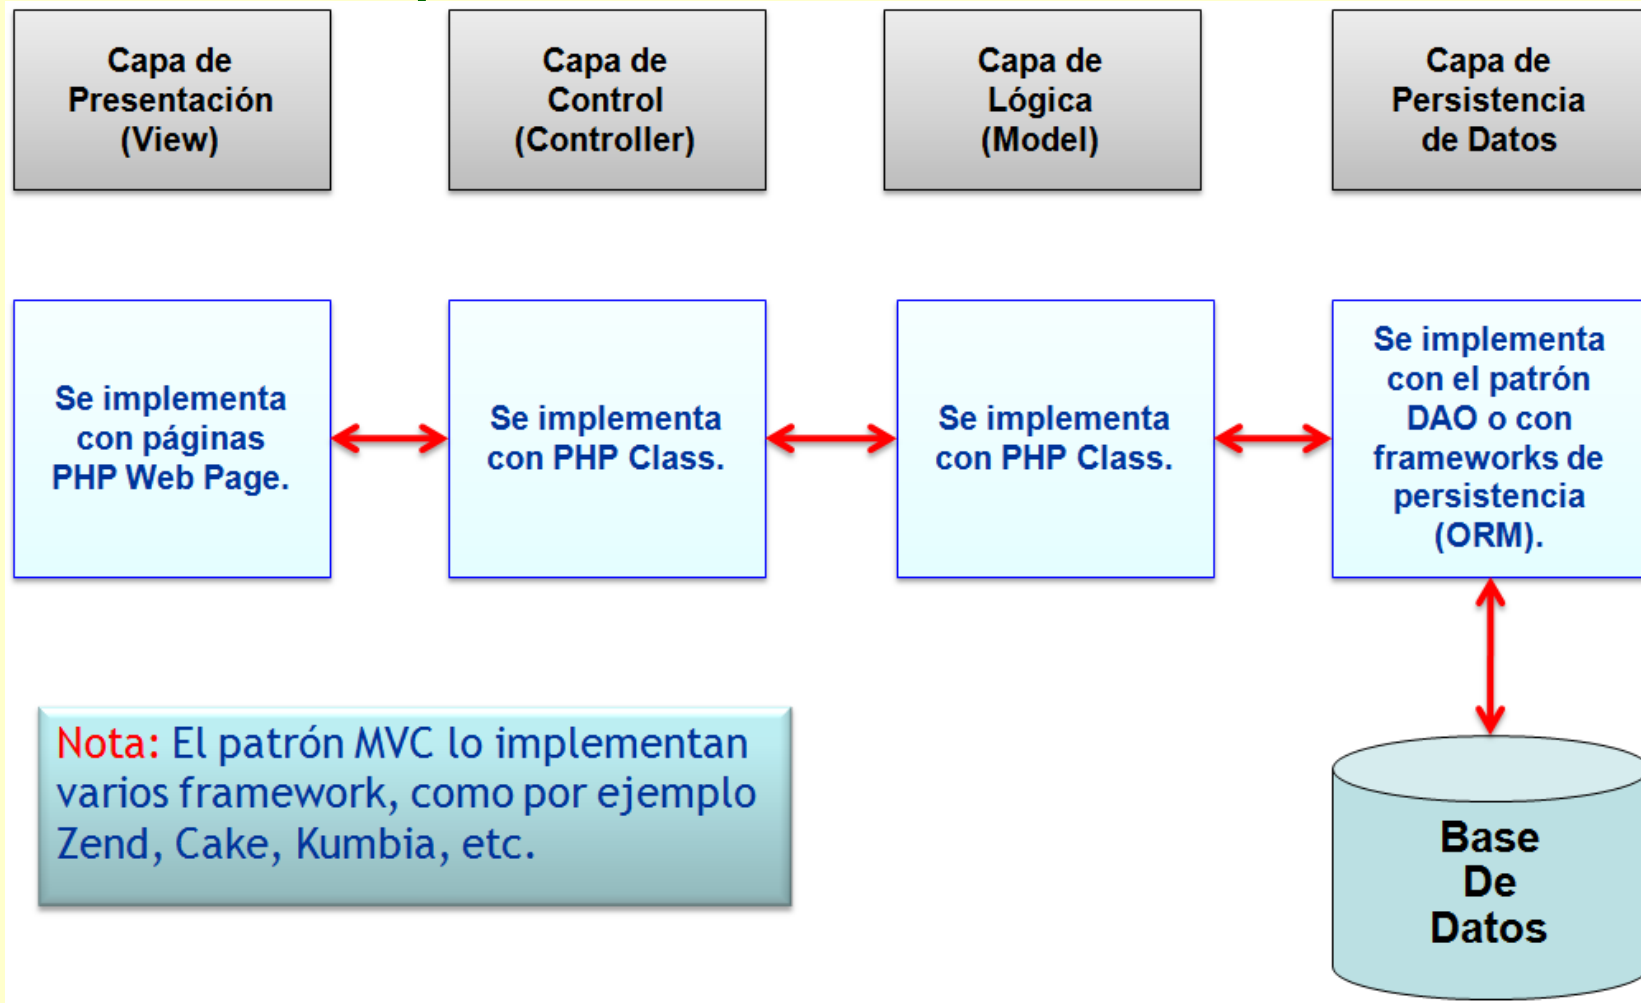 Capa de
Presentación
(View)
Capa de
Control
(Controller)
Capa de
Lógica
(Model)
Capa de
Persistencia
de Datos
Se implementa
con páginas
PHP Web Page.
Se implementa
con PHP Class.
Se implementa
con PHP Class.
Se implementa
con el patrón
DAO o con
frameworks de
persistencia
(ORM).
Nota: El patrón MVC lo implementan
varios framework, como por ejemplo
Zend, Cake, Kumbia, etc.
Base
De
Datos